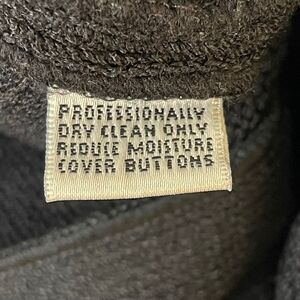 PROFESSIONALLY
DRY CLEAN ONLY
REDUCE MOISTURE
COVER BUTTONS